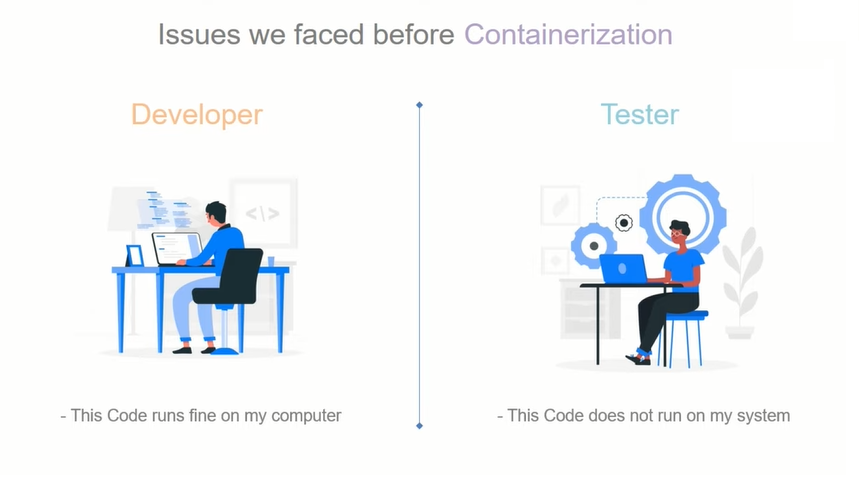 Issues we faced before Containerization
Developer
Tester
</>
- This Code runs fine on my computer
- This Code does not run on my system